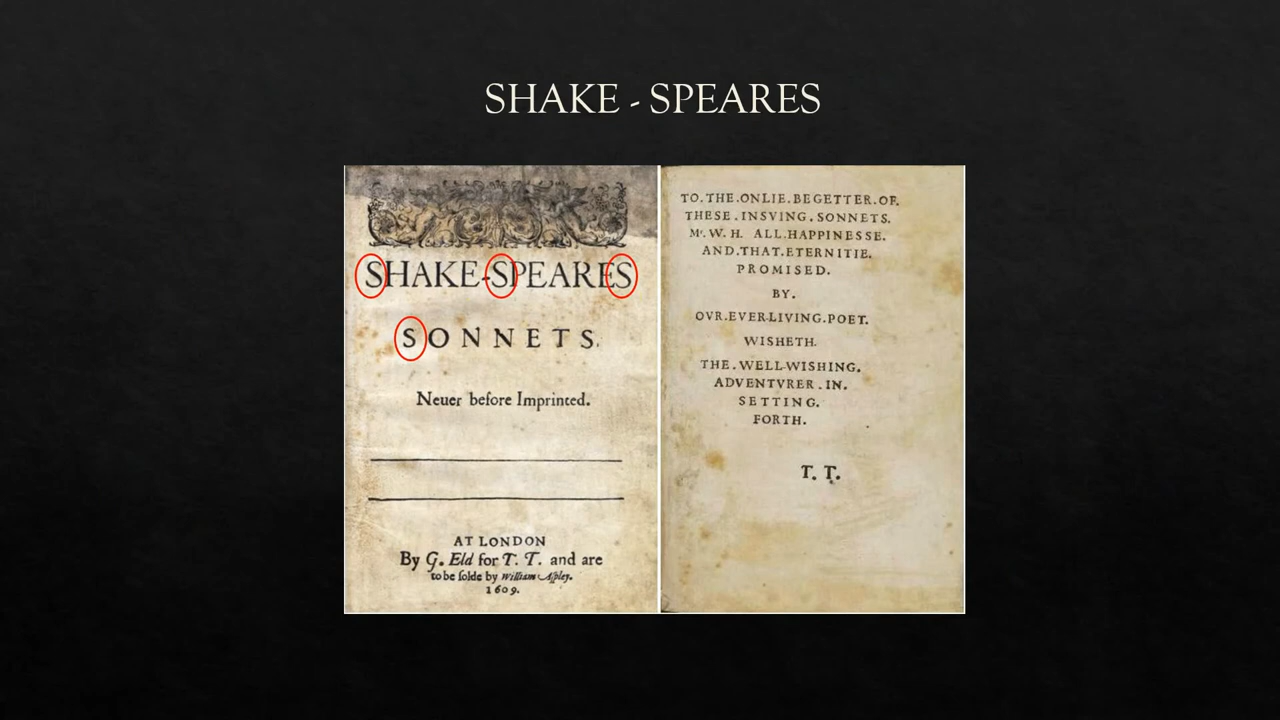 SHAKE - SPEARES
SHAKE-SPEARES
SONNETS.
Neuer before Imprinted.
AT LONDON
By G. Eld for T. T. and are
to be ſolde by William Aſpley.
1609.
TO.THE.ONLIE.BEGETTER.OF.
THESE.INSVING.SONNETS.
Mr.W.H. ALL.HAPPINESSE.
AND.THAT.ETERNITIE.
PROMISED.
BY.
OVR.EVER-LIVING.POET.
WISHETH.
THE.WELL-WISHING.
ADVENTVRER.IN.
SETTING.
FORTH.
T. T.